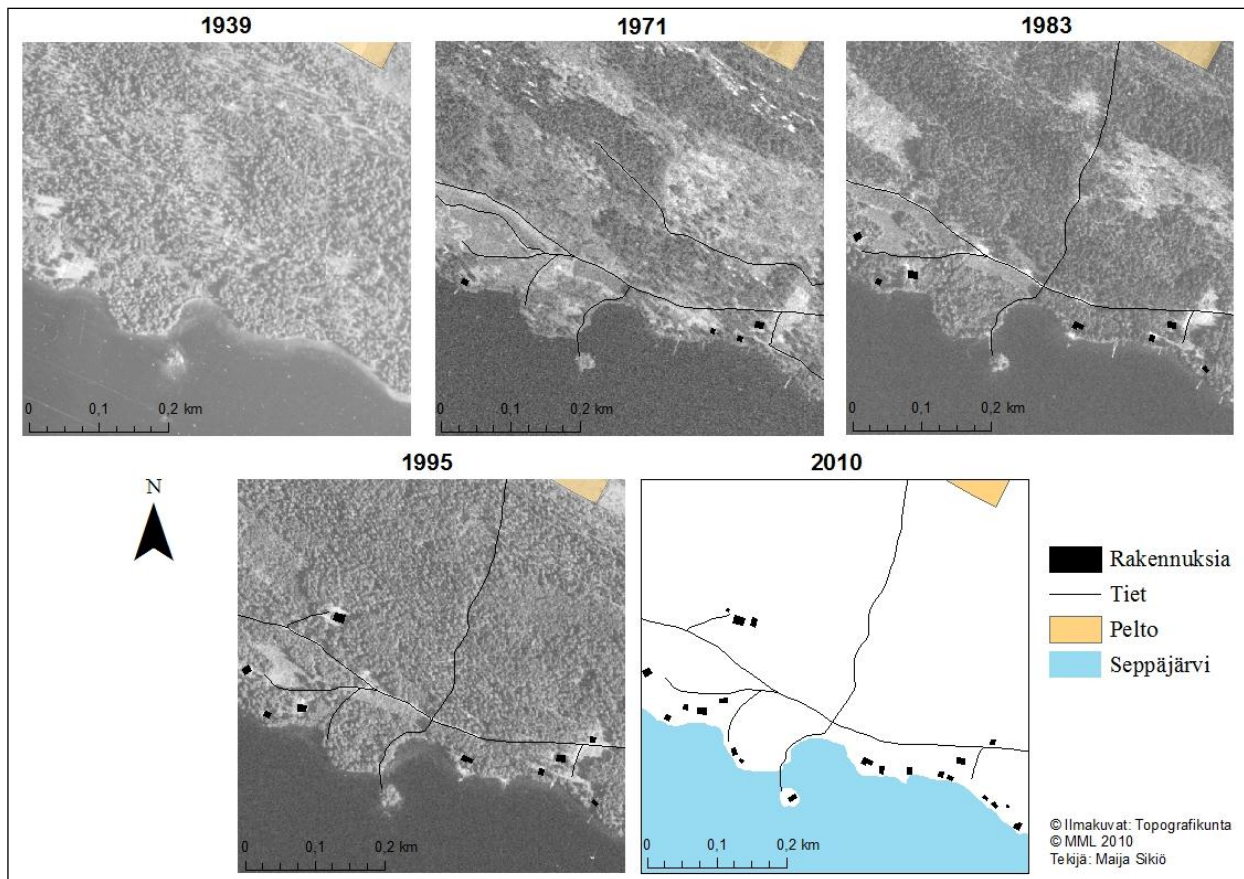 1939
1971
1983
0 0,1 0,2 km
0 0,1 0,2 km
0 0,1 0,2 km
1995
2010
N
Rakennuksia
Tiet
Pelto
Seppäjärvi
0 0,1 0,2 km
0 0,1 0,2 km
© Ilmakuvat: Topografikunta
© MML 2010
Tekijä: Maija Sikiö